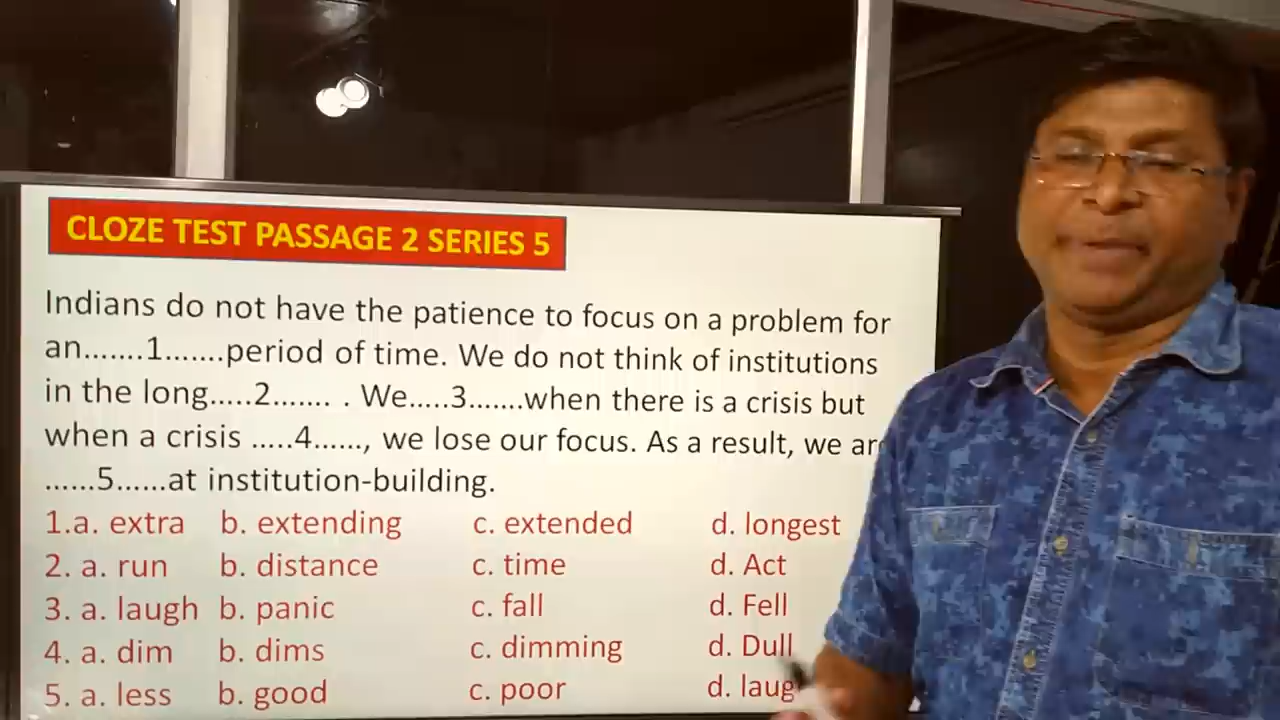 CLOZE TEST PASSAGE 2 SERIES 5
Indians do not have the patience to focus on a problem for
an.......1.......period of time. We do not think of institutions
in the long.....2....... . We.....3.......when there is a crisis but
when a crisis .....4......, we lose our focus. As a result, we are
......5......at institution-building.
1.a. extra b. extending c. extended d. longest
2. a. run b. distance c. time d. Act
3. a. laugh b. panic c. fall d. Fell
4. a. dim b. dims c. dimming d. Dull
5. a. less b. good c. poor d.